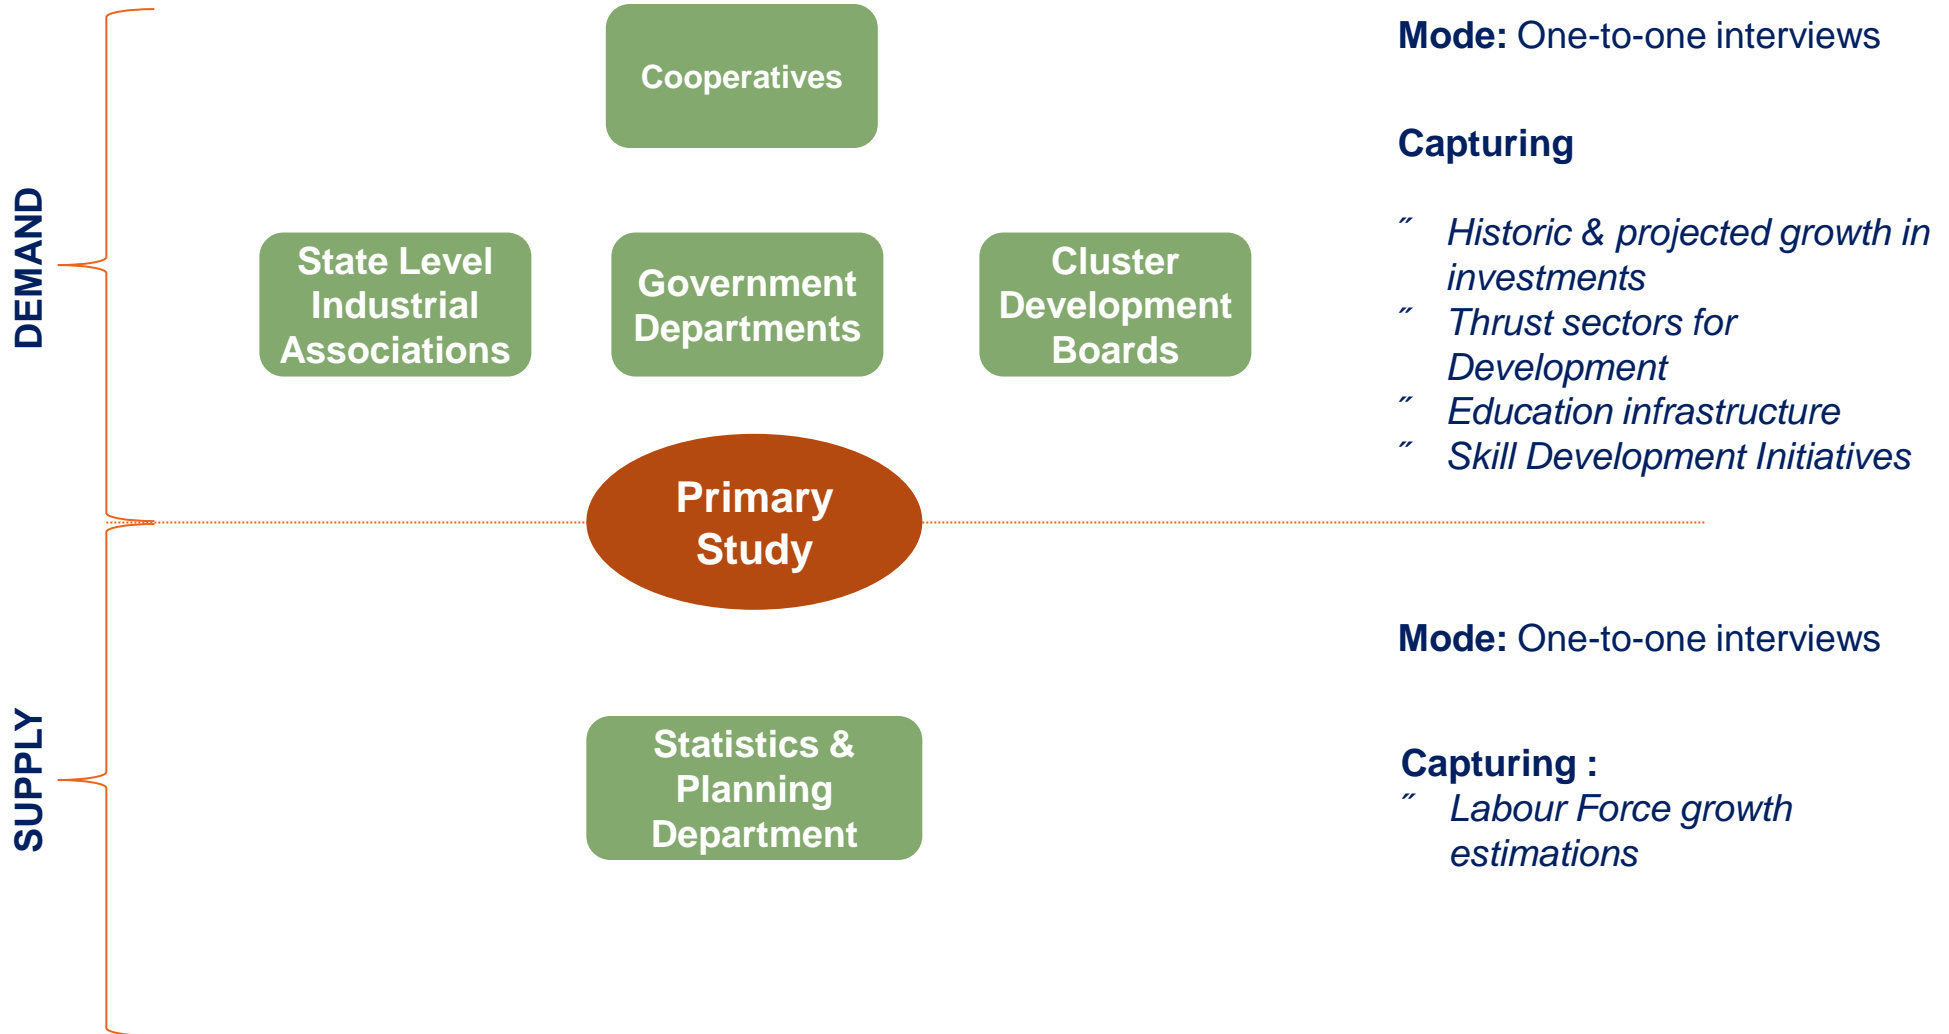 Cooperatives
Mode: One-to-one interviews
Capturing
DEMAND
State Level
Industrial
Associations
Government
Departments
Cluster
Development
Boards
˝ Historic & projected growth in
investments
˝ Thrust sectors for
Development
˝ Education infrastructure
˝ Skill Development Initiatives
Primary
Study
SUPPLY
Statistics &
Planning
Department
Mode: One-to-one interviews
Capturing :
˝ Labour Force growth
estimations